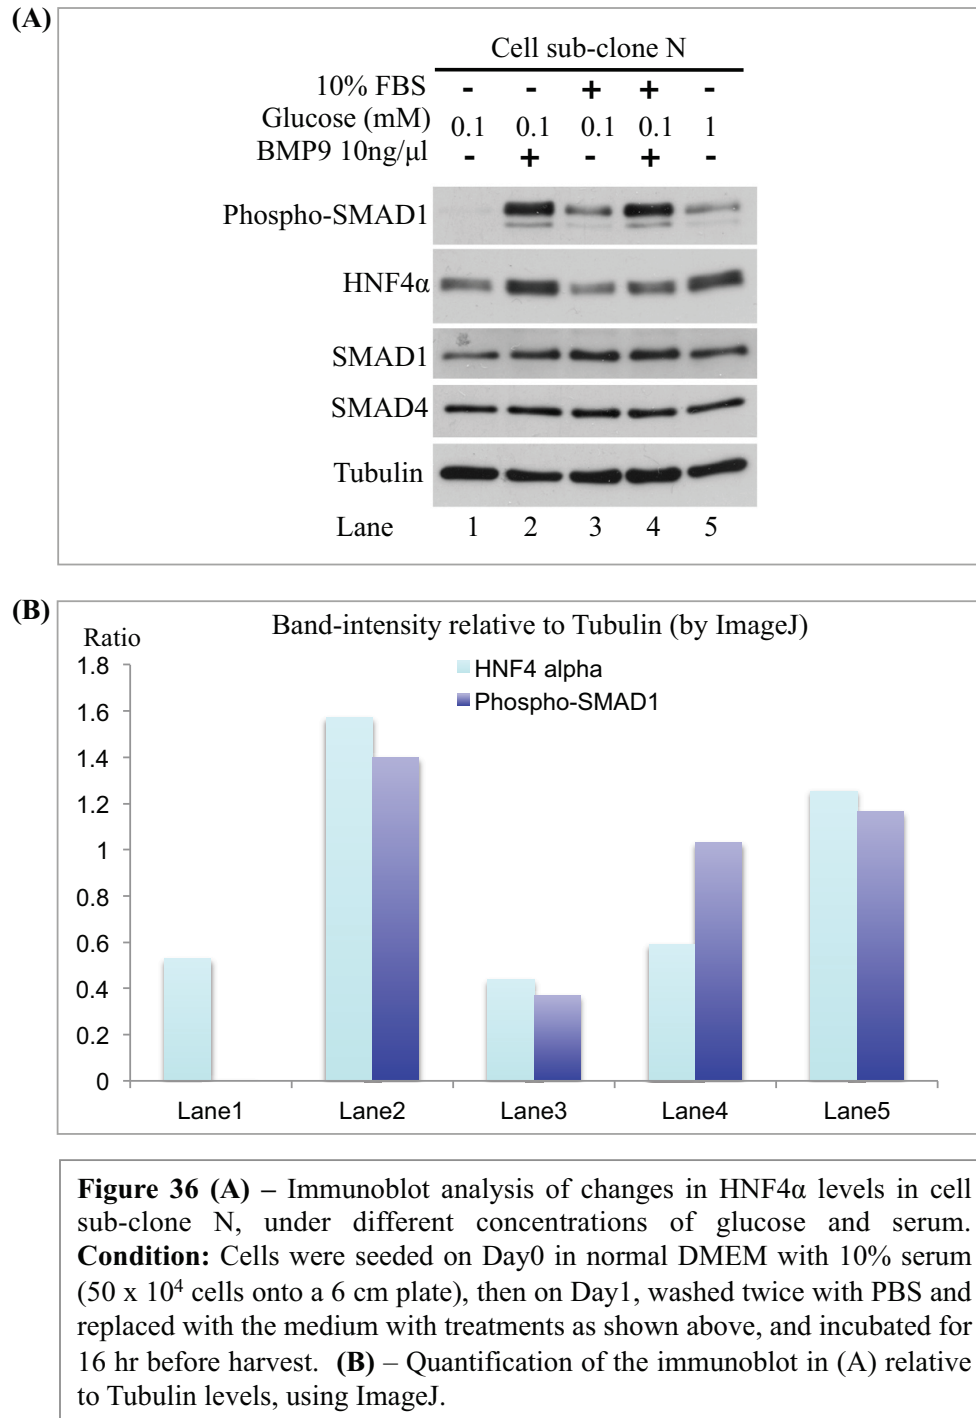 (A)
Cell sub-clone N
10% FBS - - + + -
Glucose (mM) 0.1 0.1 0.1 0.1 1
BMP9 10ng/μl - + - + -
Phospho-SMAD1
HNF4α
SMAD1
SMAD4
Tubulin
Lane 1 2 3 4 5
(B)
Band-intensity relative to Tubulin (by ImageJ)
Ratio
HNF4 alpha
Phospho-SMAD1
1.8
1.6
1.4
1.2
1
0.8
0.6
0.4
0.2
0
Lane1 Lane2 Lane3 Lane4 Lane5
Figure 36 (A) – Immunoblot analysis of changes in HNF4α levels in cell
sub-clone N, under different concentrations of glucose and serum.
Condition: Cells were seeded on Day0 in normal DMEM with 10% serum
(50 x 10⁴ cells onto a 6 cm plate), then on Day1, washed twice with PBS and
replaced with the medium with treatments as shown above, and incubated for
16 hr before harvest. (B) – Quantification of the immunoblot in (A) relative
to Tubulin levels, using ImageJ.